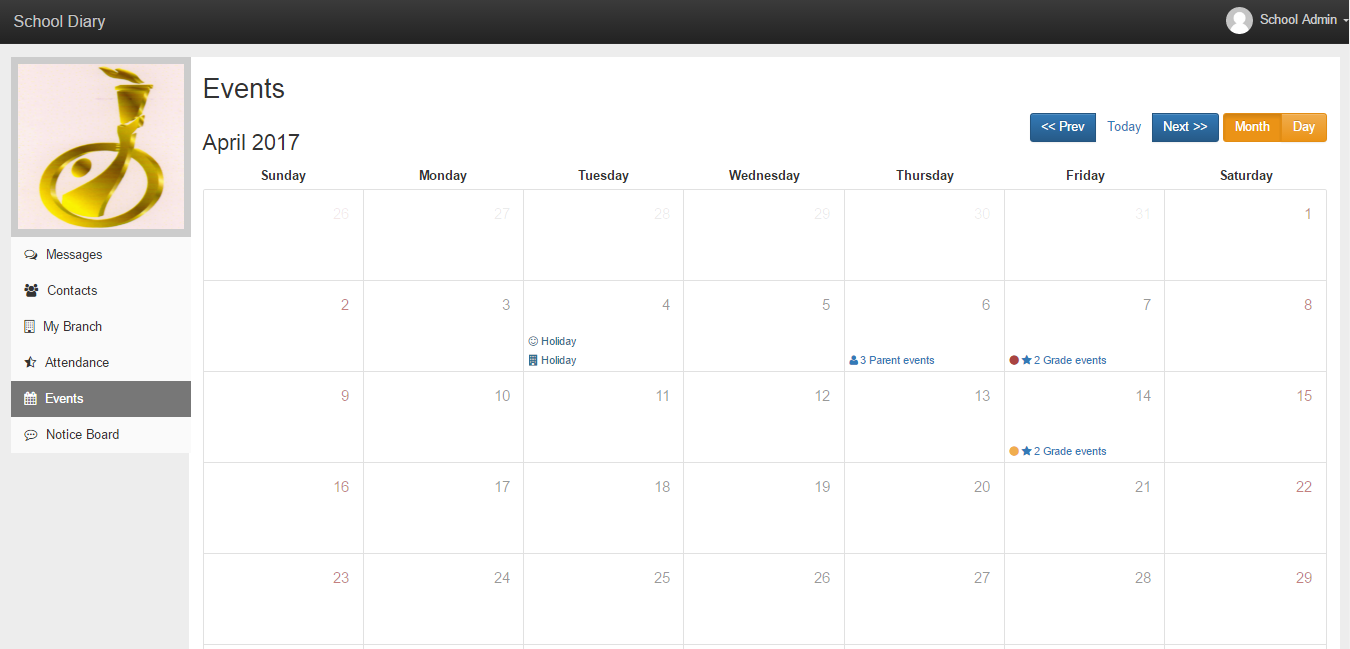 School Diary
School Admin
Messages
Contacts
My Branch
Attendance
Events
Notice Board
Events
<< Prev Today Next >> Month Day
April 2017
Sunday Monday Tuesday Wednesday Thursday Friday Saturday
26 27 28 29 30 31 1
2 3 4 5 6 7 8
Holiday
Holiday 3 Parent events 2 Grade events
9 10 11 12 13 14 15
2 Grade events
16 17 18 19 20 21 22
23 24 25 26 27 28 29